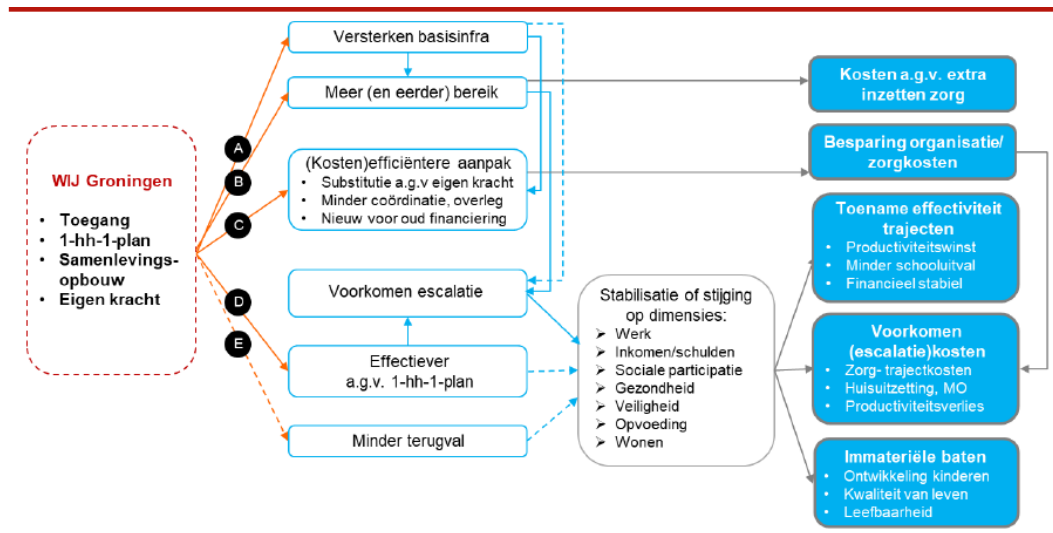 WIJ Groningen
• Toegang
• 1-hh-1-plan
• Samenlevings-
opbouw
• Eigen kracht
A
B
C
D
E
Versterken basisinfra
Meer (en eerder) bereik
(Kosten)efficiëntere aanpak
• Substitutie a.g.v eigen kracht
• Minder coördinatie, overleg
• Nieuw voor oud financiering
Voorkomen escalatie
Effectiever
a.g.v. 1-hh-1-plan
Minder terugval
Stabilisatie of stijging
op dimensies:
➢ Werk
➢ Inkomen/schulden
➢ Sociale participatie
➢ Gezondheid
➢ Veiligheid
➢ Opvoeding
➢ Wonen
Kosten a.g.v. extra
inzetten zorg
Besparing organisatie/
zorgkosten
Toename effectiviteit
trajecten
• Productiviteitswinst
• Minder schooluitval
• Financieel stabiel
Voorkomen
(escalatie)kosten
• Zorg- trajectkosten
• Huisuitzetting, MO
• Productiviteitsverlies
Immateriële baten
• Ontwikkeling kinderen
• Kwaliteit van leven
• Leefbaarheid